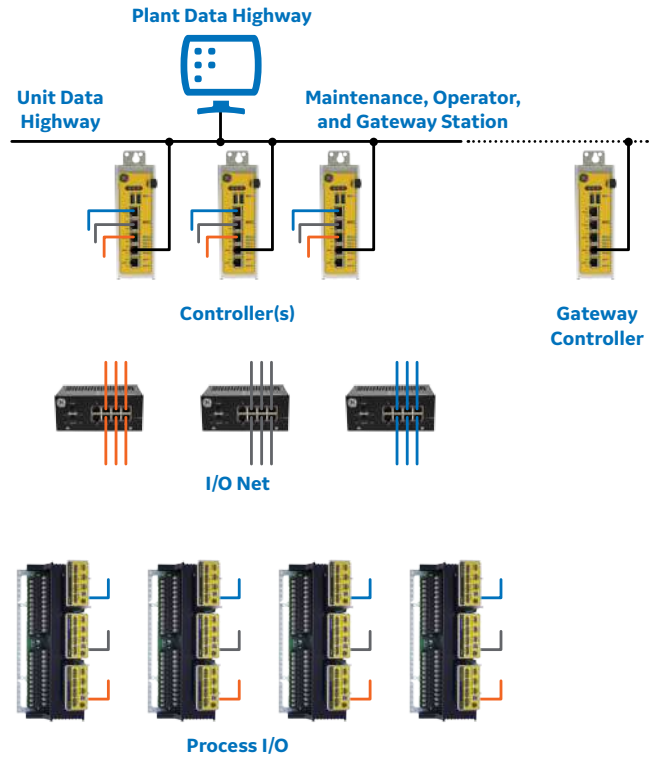 Plant Data Highway
Unit Data
Highway
Maintenance, Operator,
and Gateway Station
Controller(s)
Gateway
Controller
I/O Net
Process I/O